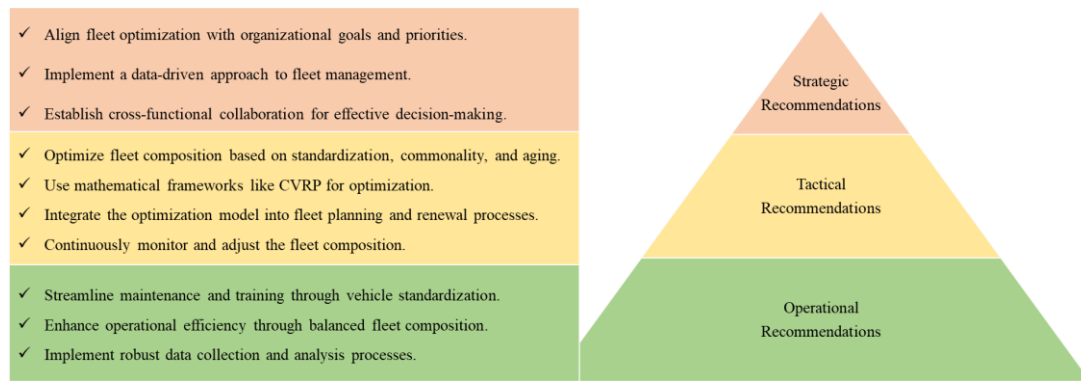 ✓ Align fleet optimization with organizational goals and priorities.
✓ Implement a data-driven approach to fleet management.
✓ Establish cross-functional collaboration for effective decision-making.
Strategic
Recommendations
✓ Optimize fleet composition based on standardization, commonality, and aging.
✓ Use mathematical frameworks like CVRP for optimization.
✓ Integrate the optimization model into fleet planning and renewal processes.
✓ Continuously monitor and adjust the fleet composition.
Tactical
Recommendations
✓ Streamline maintenance and training through vehicle standardization.
✓ Enhance operational efficiency through balanced fleet composition.
✓ Implement robust data collection and analysis processes.
Operational
Recommendations